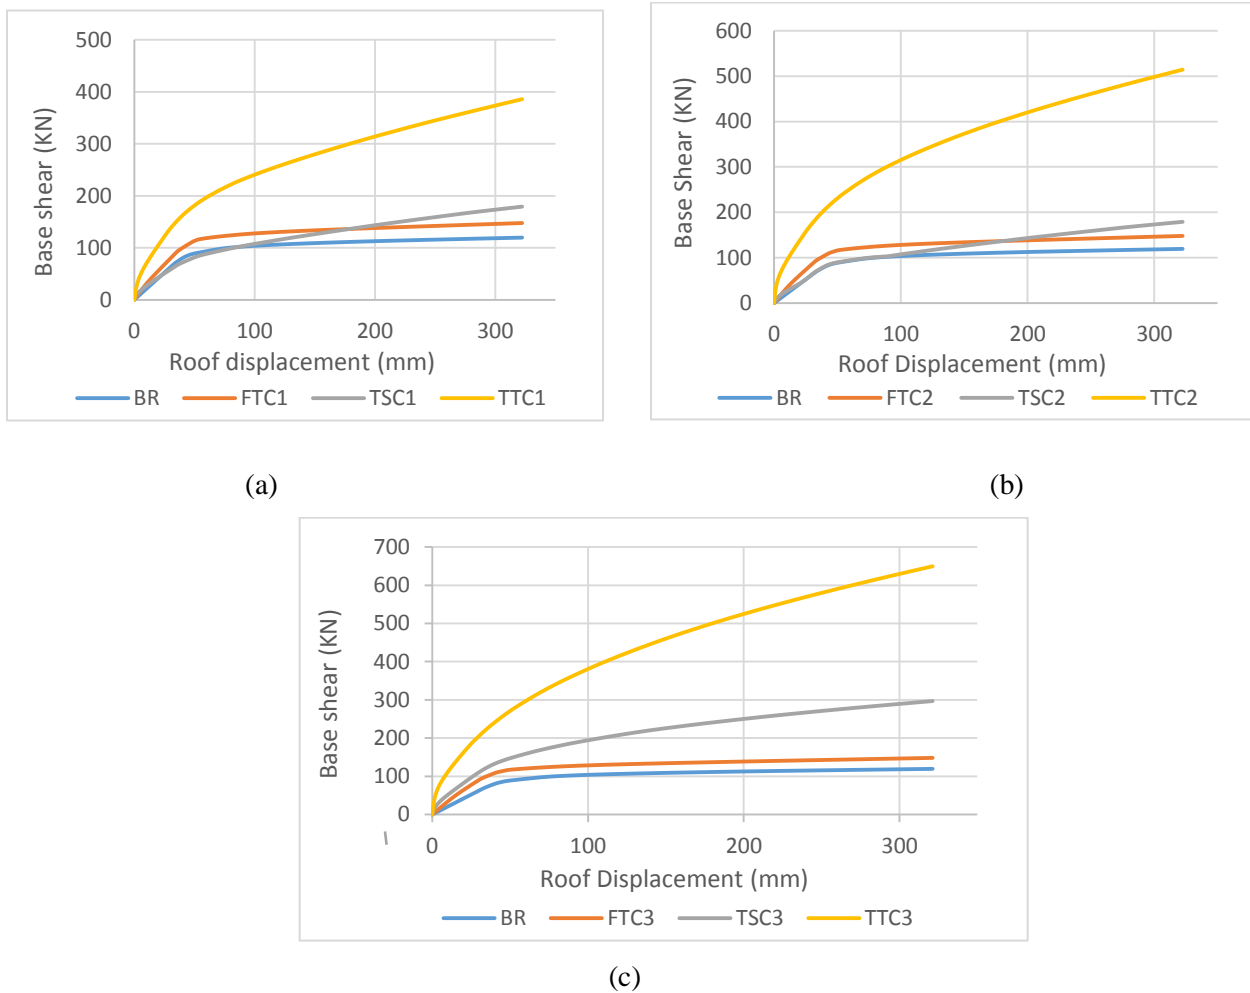 500
400
300
200
100
0
Base shear (KN)
0 100 200 300
Roof displacement (mm)
BR FTC1 TSC1 TTC1
(a)
600
500
400
300
200
100
0
Base Shear (KN)
0 100 200 300
Roof Displacement (mm)
BR FTC2 TSC2 TTC2
(b)
700
600
500
400
300
200
100
0
Base shear (KN)
0 100 200 300
Roof Displacement (mm)
BR FTC3 TSC3 TTC3
(c)